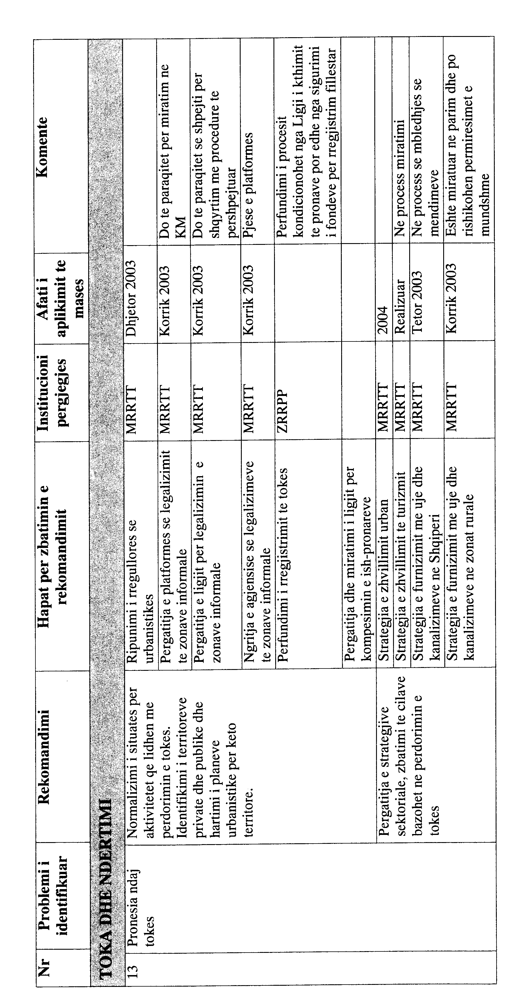 Nr
Problemi i
identifikuar
Rekomandimi
Hapat per zbatimin e
rekomandimit
Institucioni
pergjegjes
Afati i
aplikimit te
mases
Komente
TOKA DHE NDERTIMI
13
Pronesia ndaj
tokes
Normalizimi i situates per
aktivitetet qe lidhen me
perdorimin e tokes.
Identifikimi i territoreve
private dhe publike dhe
hartimi i planeve
urbanistike per keto
territore.
Ripunimi i rregullores se
urbanistikes
MRRTT
Dhjetor 2003
Pergatitja e platformes se legalizimit
te zonave informale
MRRTT
Korrik 2003
Do te paraqitet per miratim ne
KM
Pergatitja e ligjit per legalizimin e
zonave informale
MRRTT
Korrik 2003
Do te paraqitet se shpejti per
shqyrtim me procedure te
pershpejtuar
Ngritja e agjensise se legalizimeve
te zonave informale
MRRTT
Korrik 2003
Pjese e platformes
Perfundimi i rregjistrimit te tokes
ZRRPP
Perfundimi i procesit
kondicionohet nga Ligji i kthimit
te pronave por edhe nga sigurimi
i fondeve per rregjistrim fillestar
Pergatitja dhe miratimi i ligjit per
kompesimin e ish-pronareve
Pergatitja e strategjive
sektoriale, zbatimi te cilave
bazohet ne perdorimin e
tokes
Strategjia e zhvillimit urban
MRRTT
2004
Strategjia e zhvillimit te turizmit
MRRTT
Realizuar
Ne process miratimi
Strategjia e furnizimit me uje dhe
kanalizimeve ne Shqiperi
MRRTT
Tetor 2003
Ne process se mbledhjes se
mendimeve
Strategjia e furnizimit me uje dhe
kanalizimeve ne zonat rurale
MRRTT
Korrik 2003
Eshte miratuar ne parim dhe po
rishikohen permiresimet e
mundshme